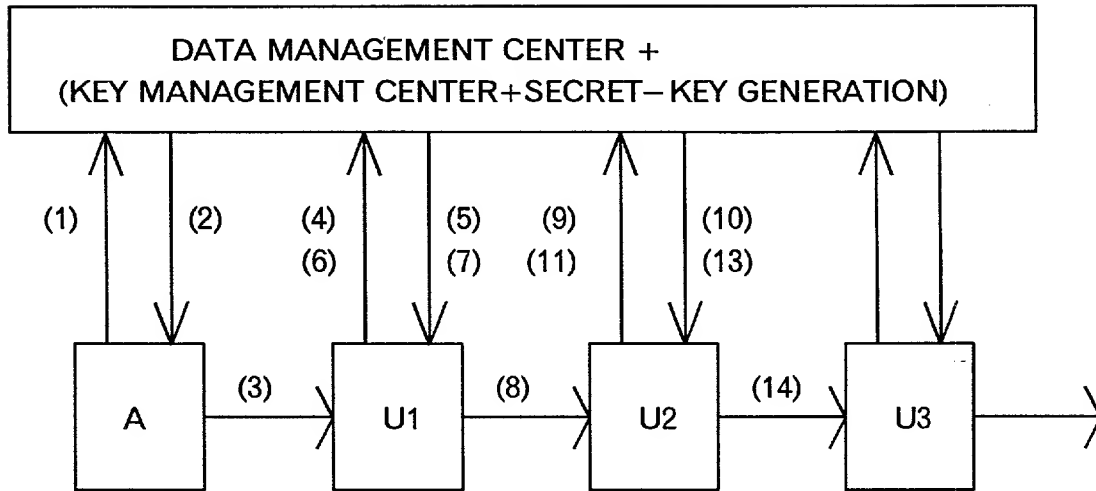 DATA MANAGEMENT CENTER +
(KEY MANAGEMENT CENTER+SECRET-KEY GENERATION)
(1) (2) (4) (5) (9) (10)
(6) (7) (11) (13)
(3) (8) (14)
A U1 U2 U3